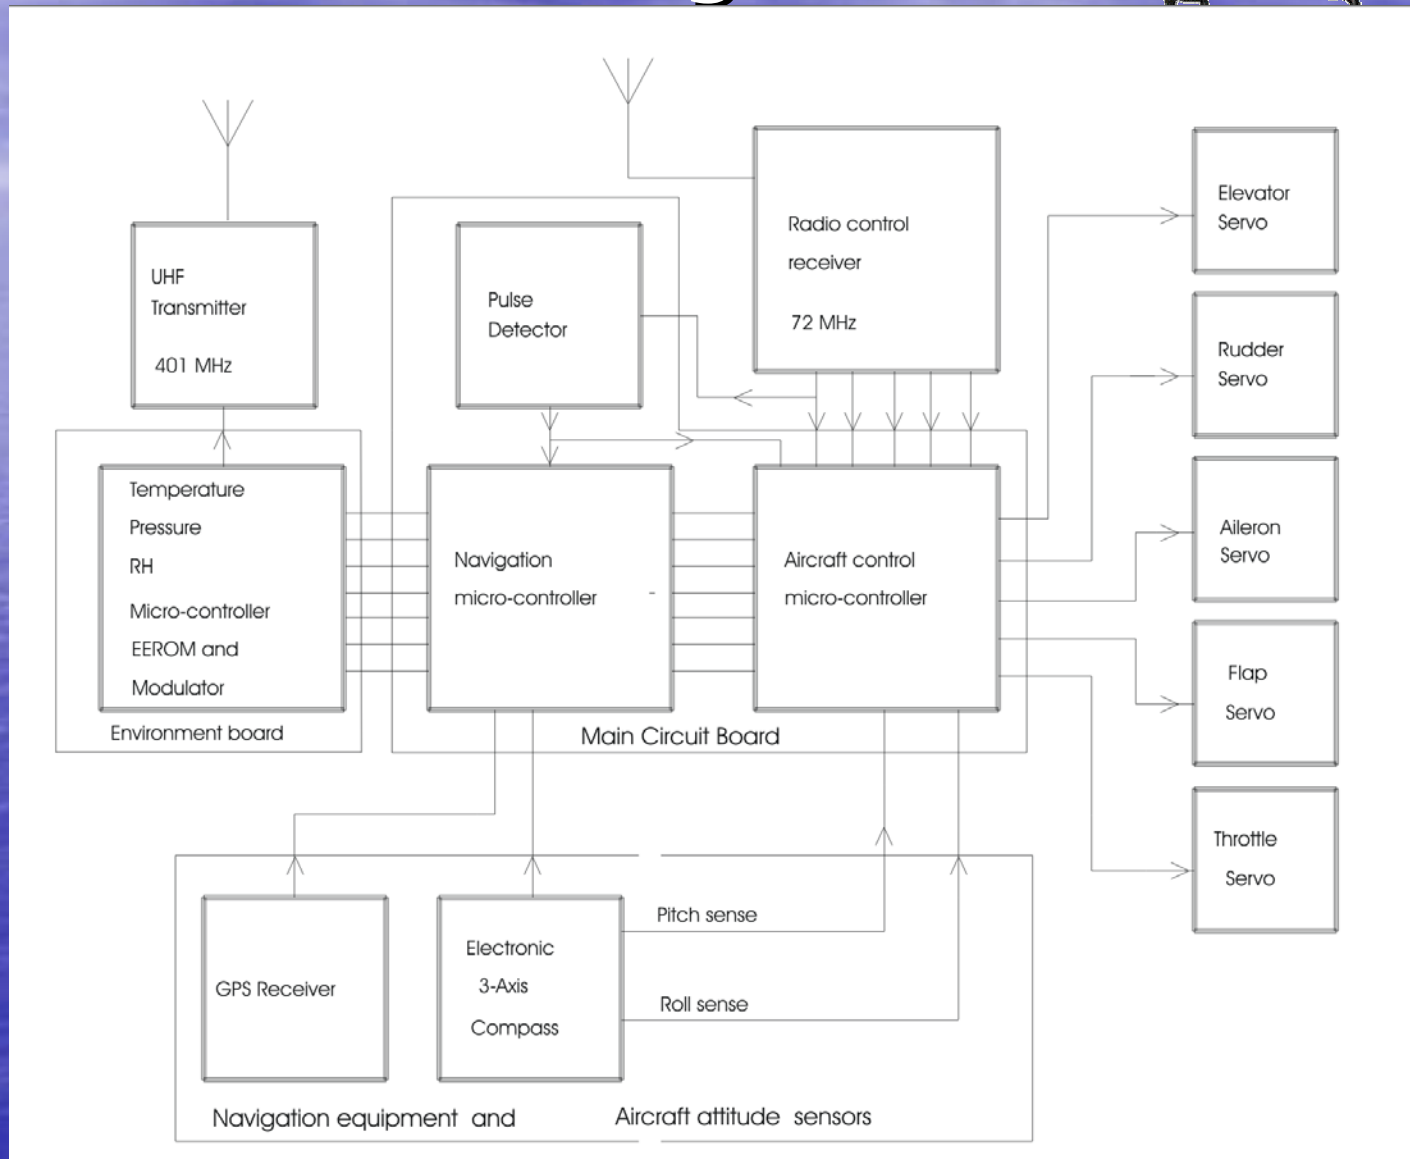 UHF
Transmitter
401 MHz
Pulse
Detector
Radio control
receiver
72 MHz
Elevator
Servo
Rudder
Servo
Aileron
Servo
Flap
Servo
Throttle
Servo
Temperature
Pressure
RH
Micro-controller
EEROM and
Modulator
Environment board
Navigation
micro-controller -
Aircraft control
micro-controller
Main Circuit Board
GPS Receiver
Electronic
3-Axis
Compass
Pitch sense
Roll sense
Navigation equipment and Aircraft attitude sensors